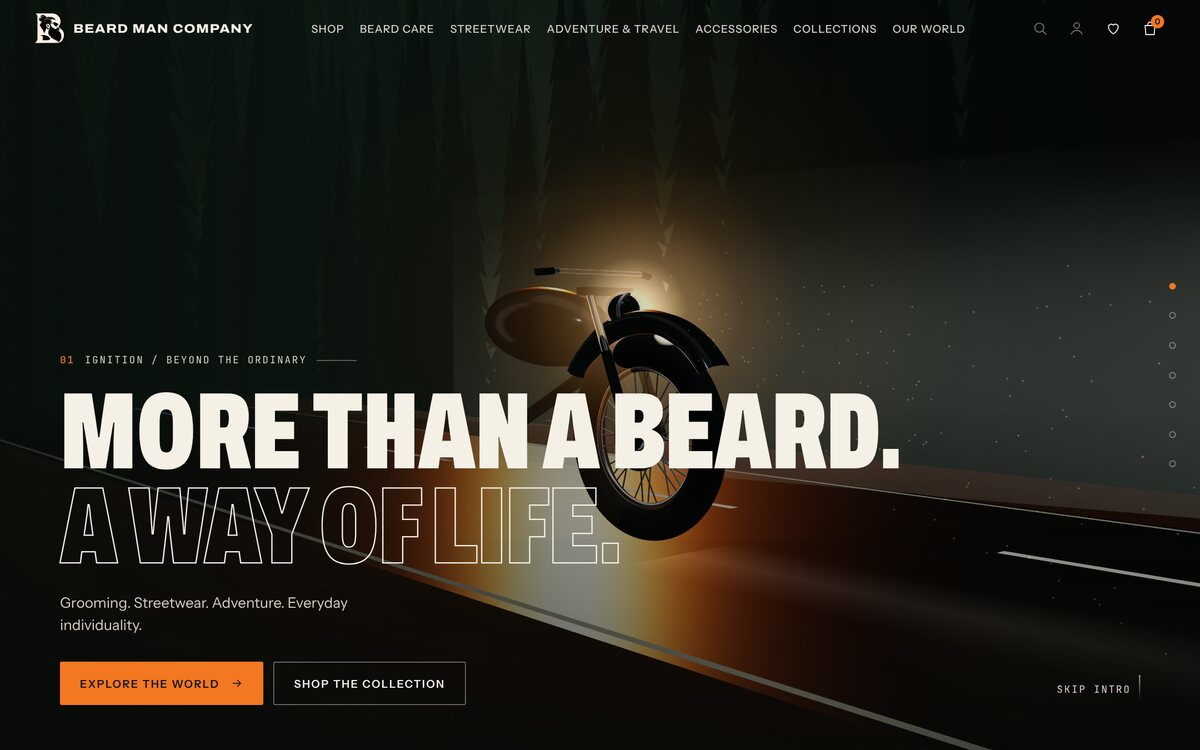 BEARD MAN COMPANY
SHOP BEARD CARE STREETWEAR ADVENTURE & TRAVEL ACCESSORIES COLLECTIONS OUR WORLD
0
01 IGNITION / BEYOND THE ORDINARY
MORE THAN A BEARD.
A WAY OF LIFE.
Grooming. Streetwear. Adventure. Everyday
individuality.
EXPLORE THE WORLD →
SHOP THE COLLECTION
SKIP INTRO